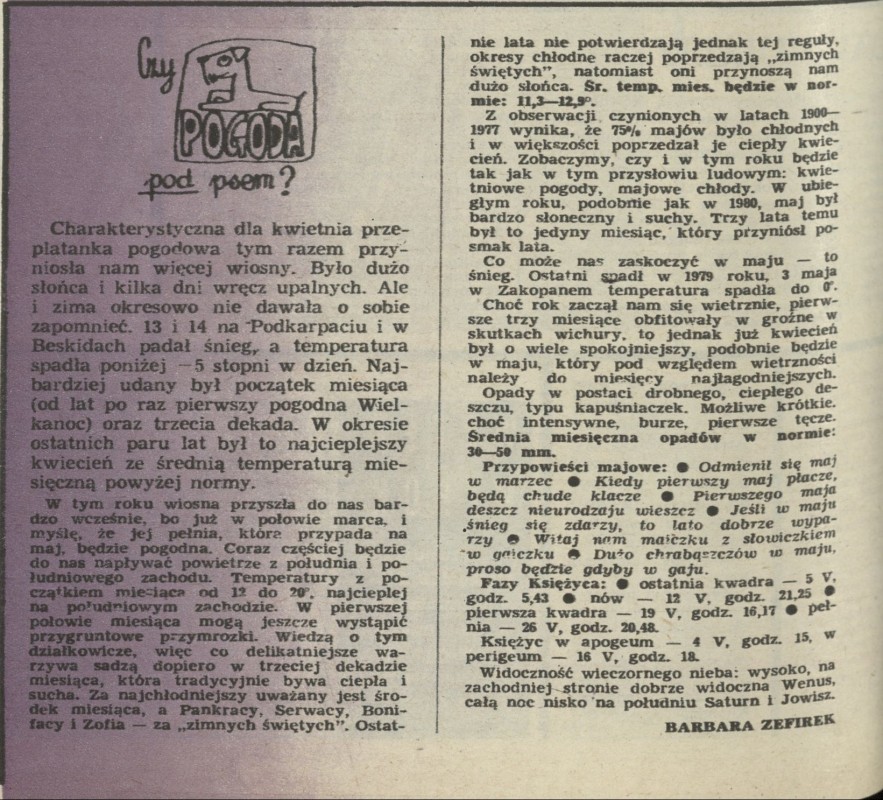 Czy
POGODA
pod psem?
Charakterystyczna dla kwietnia prze-
platanka pogodowa tym razem przy-
niosła nam więcej wiosny. Było dużo
słońca i kilka dni wręcz upalnych. Ale
i zima okresowo nie dawała o sobie
zapomnieć. 13 i 14 na Podkarpaciu i w
Beskidach padał śnieg, a temperatura
spadła poniżej —5 stopni w dzień. Naj-
bardziej udany był początek miesiąca
(od lat po raz pierwszy pogodna Wiel-
kanoc) oraz trzecia dekada. W okresie
ostatnich paru lat był to najcieplejszy
kwiecień ze średnią temperaturą mie-
sięczną powyżej normy.
W tym roku wiosna przyszła do nas bar-
dzo wcześnie, bo już w połowie marca, i
myślę, że jej pełnia, która przypada na
maj, będzie pogodna. Coraz częściej będzie
do nas napływać powietrze z południa i po-
łudniowego zachodu. Temperatury z po-
czątkiem miesiąca od 12 do 20°, najcieplej
na południowym zachodzie. W pierwszej
połowie miesiąca mogą jeszcze wystąpić
przygruntowe przymrozki. Wiedzą o tym
działkowicze, więc co delikatniejsze wa-
rzywa sadzą dopiero w trzeciej dekadzie
miesiąca, która tradycyjnie bywa ciepła i
sucha. Za najchłodniejszy uważany jest śro-
dek miesiąca, a Pankracy, Serwacy, Boni-
facy i Zofia — za „zimnych świętych”. Ostat-
nie lata nie potwierdzają jednak tej reguły,
okresy chłodne raczej poprzedzają „zimnych
świętych”, natomiast oni przynoszą nam
dużo słońca. Śr. temp. mies. będzie w nor-
mie: 11,3—12,9°.
Z obserwacji czynionych w latach 1900—
1977 wynika, że 75% majów było chłodnych
i w większości poprzedzał je ciepły kwie-
cień. Zobaczymy, czy i w tym roku będzie
tak jak w tym przysłowiu ludowym: kwie-
tniowe pogody, majowe chłody. W ubie-
głym roku, podobnie jak w 1980, maj był
bardzo słoneczny i suchy. Trzy lata temu
był to jedyny miesiąc, który przyniósł po-
smak lata.
Co może nas zaskoczyć w maju — to
śnieg. Ostatni spadł w 1979 roku, 3 maja
w Zakopanem temperatura spadła do 0°.
Choć rok zaczął nam się wietrznie, pierw-
sze trzy miesiące obfitowały w groźne w
skutkach wichury, to jednak już kwiecień
był o wiele spokojniejszy, podobnie będzie
w maju, który pod względem wietrzności
należy do miesięcy najłagodniejszych.
Opady w postaci drobnego, ciepłego de-
szczu, typu kapuśniaczek. Możliwe krótkie,
choć intensywne, burze, pierwsze tęcze.
Średnia miesięczna opadów w normie:
30—50 mm.
Przypowieści majowe: ● Odmienił się maj
w marzec ● Kiedy pierwszy maj płacze,
będą chude klacze ● Pierwszego maja
deszcz nieurodzaju wieszcz ● Jeśli w maju
śnieg się zdarzy, to lato dobrze wypa-
rzy ● Witaj nam maiczku z słowiczkiem
w gaiczku ● Dużo chrabąszczów w maju,
proso będzie gdyby w gaju.
Fazy Księżyca: ● ostatnia kwadra — 5 V,
godz. 5,43 ● nów — 12 V, godz. 21,25 ●
pierwsza kwadra — 19 V, godz. 16,17 ● peł-
nia — 26 V, godz. 20,48.
Księżyc w apogeum — 4 V, godz. 15, w
perigeum — 16 V, godz. 18.
Widoczność wieczornego nieba: wysoko, na
zachodniej stronie dobrze widoczna Wenus,
całą noc nisko na południu Saturn i Jowisz.
BARBARA ZEFIREK